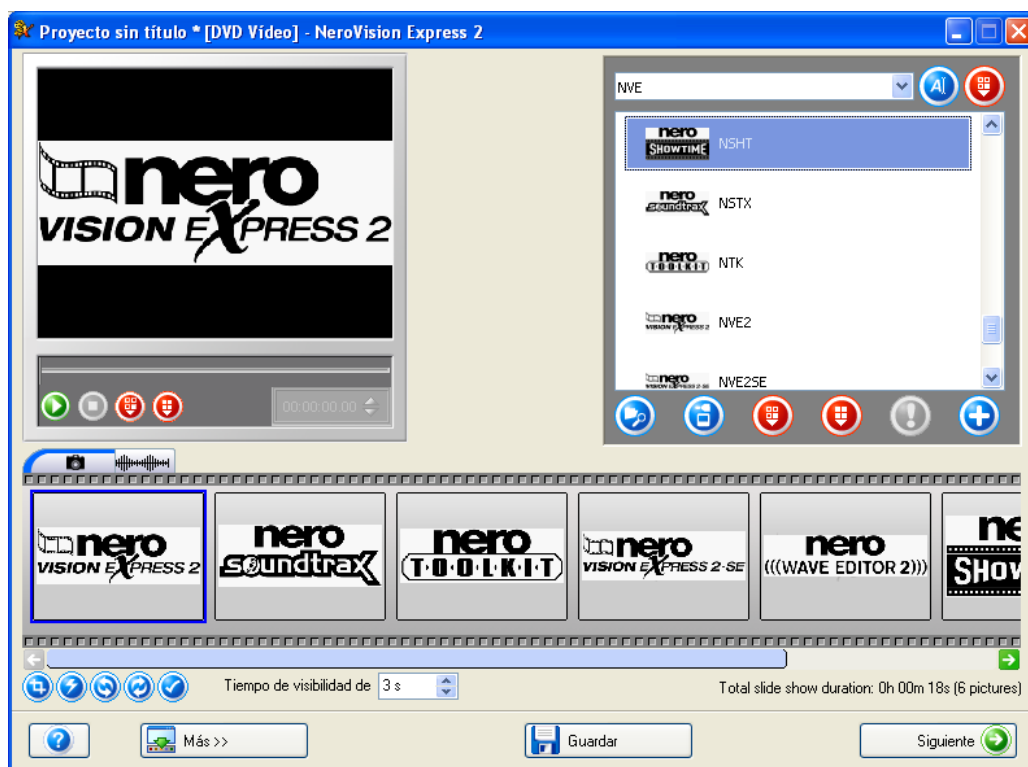 Proyecto sin título * [DVD Vídeo] - NeroVision Express 2
nero
VISION EXPRESS 2
00:00:00.00
NVE
nero
SHOWTIME
NSHT
nero
soundtrax
NSTX
nero
TOOLKIT
NTK
nero
VISION EXPRESS 2
NVE2
nero
VISION EXPRESS 2-SE
NVE2SE
nero
VISION EXPRESS 2
nero
soundtrax
nero
T·O·O·L·K·I·T
nero
VISION EXPRESS 2-SE
nero
(((WAVE EDITOR 2)))
ne
SHOW
Tiempo de visibilidad de 3 s
Total slide show duration: 0h 00m 18s (6 pictures)
Más >>
Guardar
Siguiente